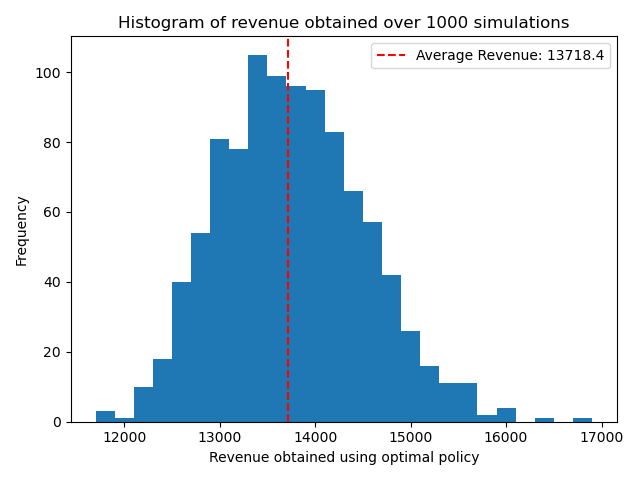 Histogram of revenue obtained over 1000 simulations
Average Revenue: 13718.4
Frequency
100
80
60
40
20
0
12000 13000 14000 15000 16000 17000
Revenue obtained using optimal policy